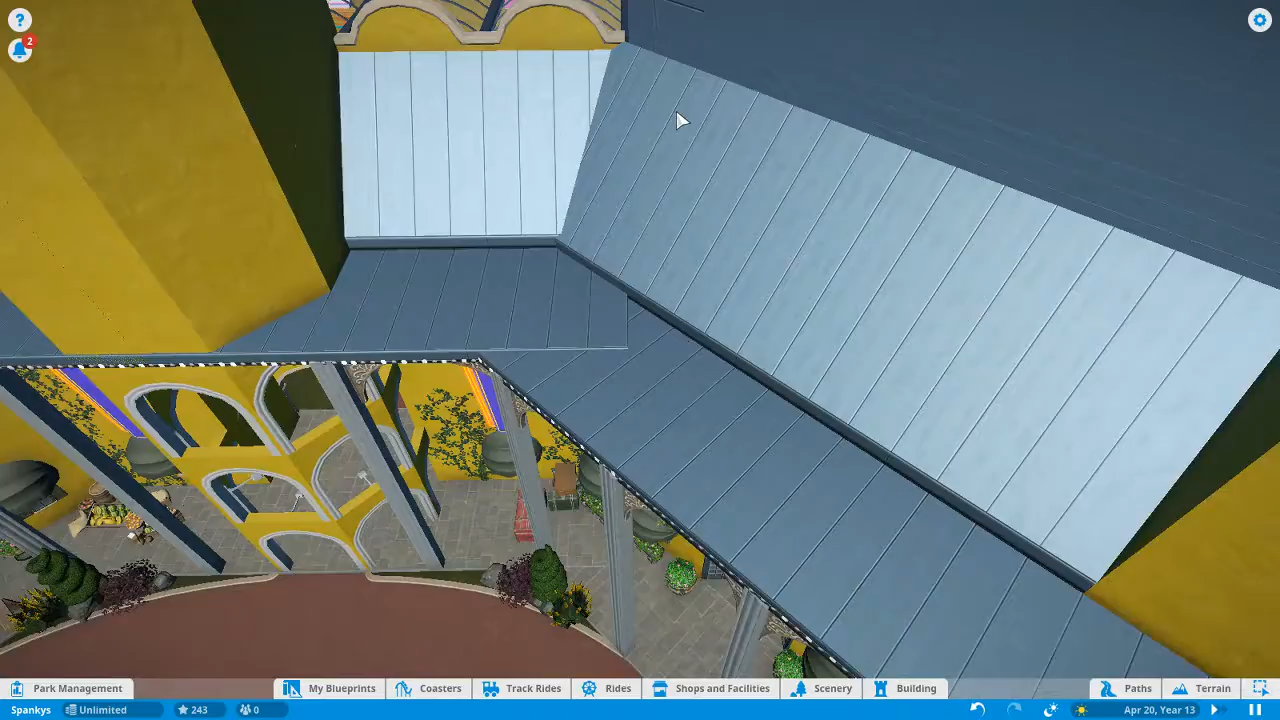 ?
2
Park Management
My Blueprints
Coasters
Track Rides
Rides
Shops and Facilities
Scenery
Building
Paths
Terrain
Spankys
Unlimited
243
0
Apr 20, Year 13